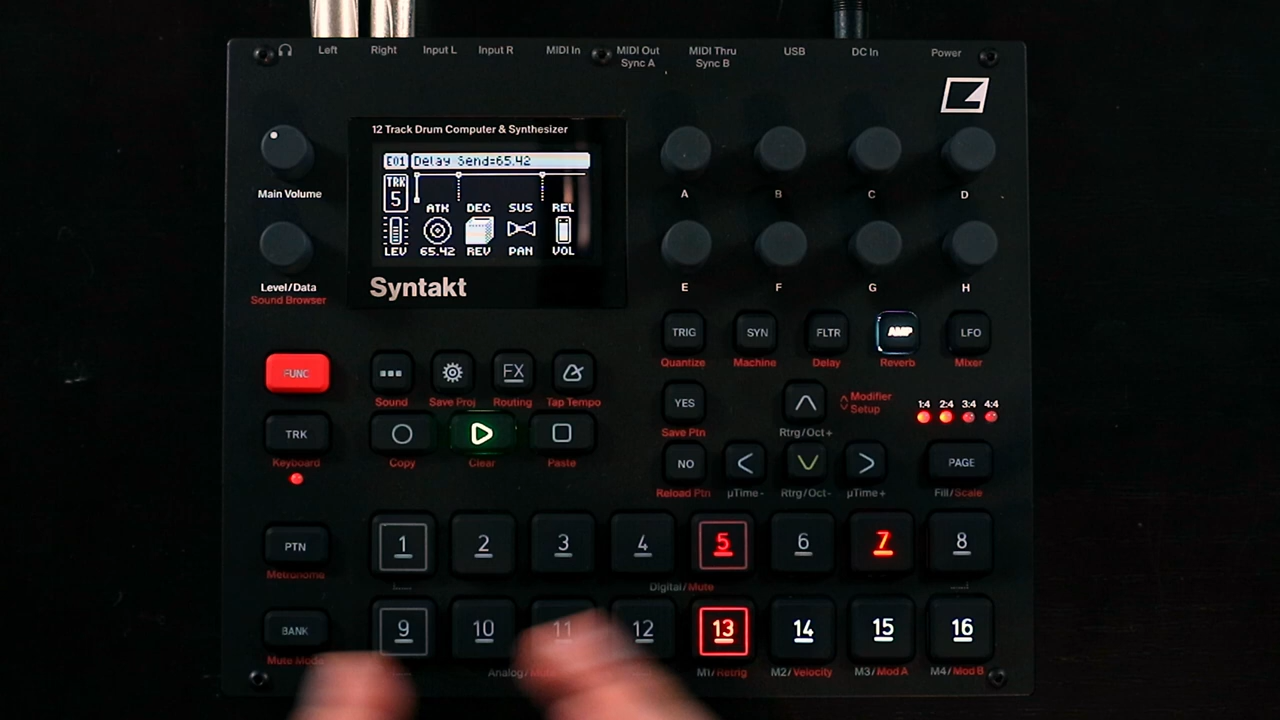 Left Right Input L Input R MIDI In MIDI Out MIDI Thru USB DC In Power
Sync A Sync B
12 Track Drum Computer & Synthesizer
E01 Delay Send=65.42
TRK
5
ATK DEC SUS REL
LEV 65.42 REV PAN VOL
Syntakt
Main Volume
Level/Data
Sound Browser
A B C D
E F G H
TRIG SYN FLTR AMP LFO
Quantize Machine Delay Reverb Mixer
FUNC FX
Sound Save Proj Routing Tap Tempo
YES
Save Ptn
Modifier
Setup
1:4 2:4 3:4 4:4
Rtrg/Oct+
TRK
Keyboard
Copy Clear Paste
NO PAGE
Reload Ptn µTime- Rtrg/Oct- µTime+ Fill/Scale
PTN
Metronome
1 2 3 4 5 6 7 8
Digital/Mute
BANK
Mute Mode
9 10 11 12 13 14 15 16
Analog/Mute M1/Retrig M2/Velocity M3/Mod A M4/Mod B